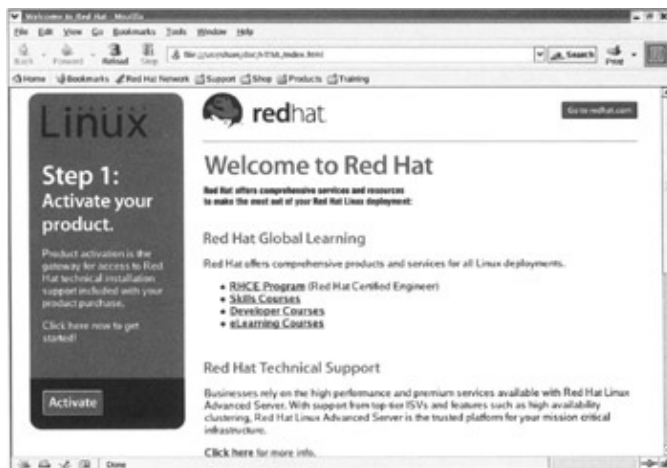 Welcome to Red Hat - Mozilla
File Edit View Go Bookmarks Tools Window Help
Back Forward Reload Stop file:///usr/share/doc/HTML/index.html Search Print
Home Bookmarks Red Hat Network Support Shop Products Training
Linux
Step 1:
Activate your
product.
Product activation is the
gateway for access to Red
Hat technical installation
support included with your
product purchase.
Click here now to get
started!
Activate
redhat
Go to redhat.com
Welcome to Red Hat
Red Hat offers comprehensive services and resources
to make the most out of your Red Hat Linux deployment:
Red Hat Global Learning
Red Hat offers comprehensive products and services for all Linux deployments.
• RHCE Program (Red Hat Certified Engineer)
• Skills Courses
• Developer Courses
• eLearning Courses
Red Hat Technical Support
Businesses rely on the high performance and premium services available with Red Hat Linux
Advanced Server. With support from top-tier ISVs and features such as high availability
clustering, Red Hat Linux Advanced Server is the trusted platform for your mission critical
infrastructure.
Click here for more info.
Done